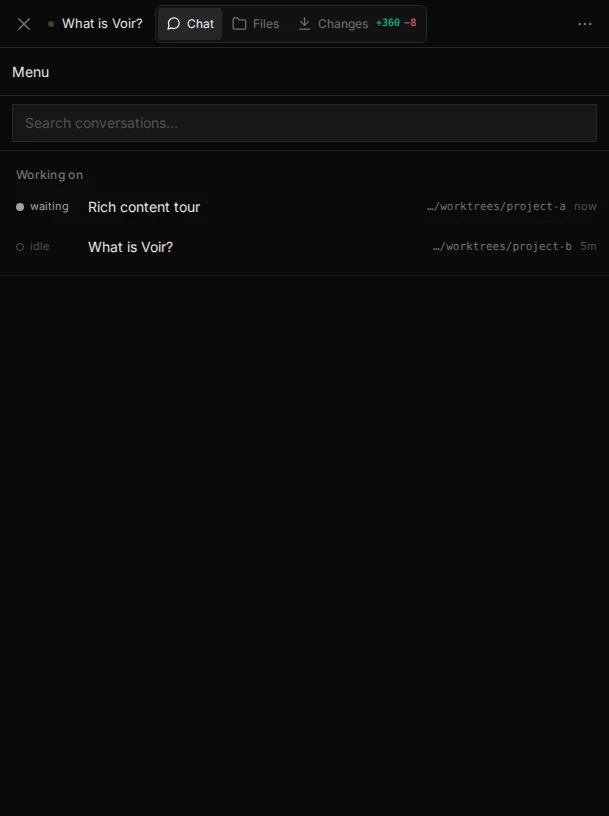 What is Voir? Chat Files Changes +360 −8
Menu
Search conversations...
Working on
waiting Rich content tour …/worktrees/project-a now
idle What is Voir? …/worktrees/project-b 5m